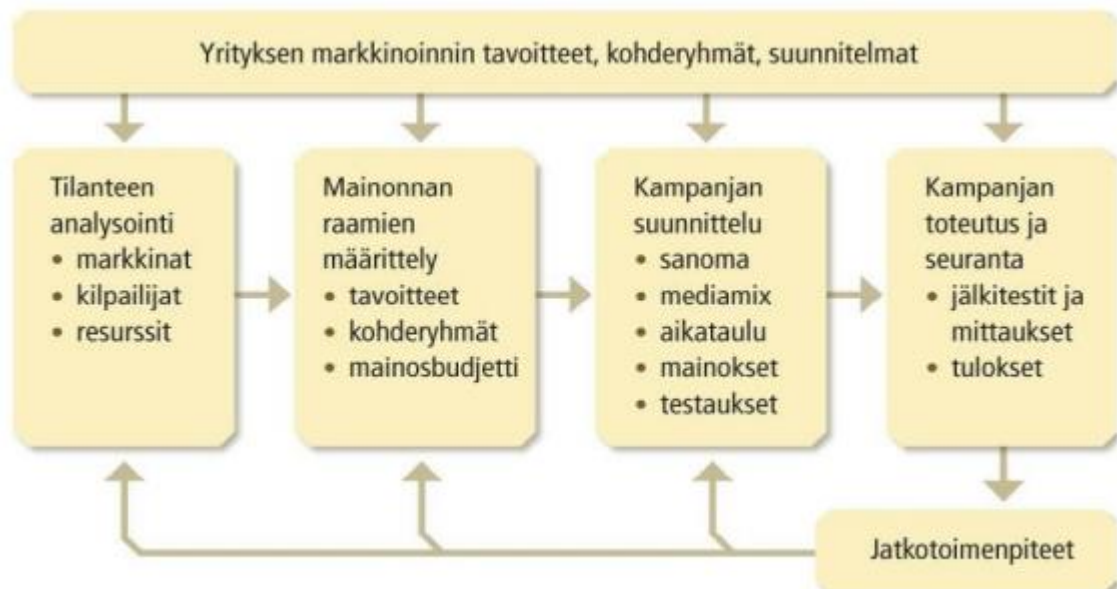 Yrityksen markkinoinnin tavoitteet, kohderyhmät, suunnitelmat
Tilanteen
analysointi
• markkinat
• kilpailijat
• resurssit
Mainonnan
raamien
määrittely
• tavoitteet
• kohderyhmät
• mainosbudjetti
Kampanjan
suunnittelu
• sanoma
• mediamix
• aikataulu
• mainokset
• testaukset
Kampanjan
toteutus ja
seuranta
• jälkitestit ja
mittaukset
• tulokset
Jatkotoimenpiteet